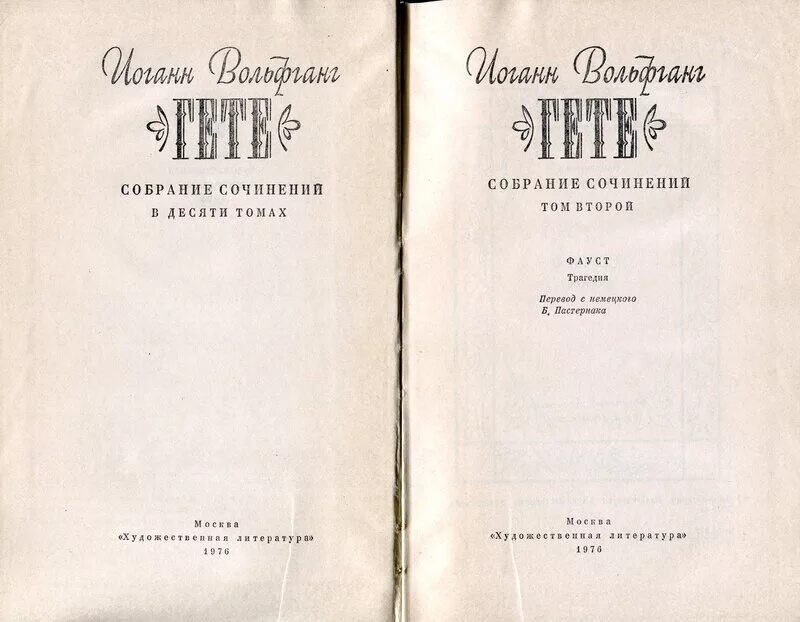 Иоганн Вольфганг
ГЕТЕ
СОБРАНИЕ СОЧИНЕНИЙ
В ДЕСЯТИ ТОМАХ
Москва
«Художественная литература»
1976
Иоганн Вольфганг
ГЕТЕ
СОБРАНИЕ СОЧИНЕНИЙ
ТОМ ВТОРОЙ
ФАУСТ
Трагедия
Перевод с немецкого
Б. Пастернака
Москва
«Художественная литература»
1976